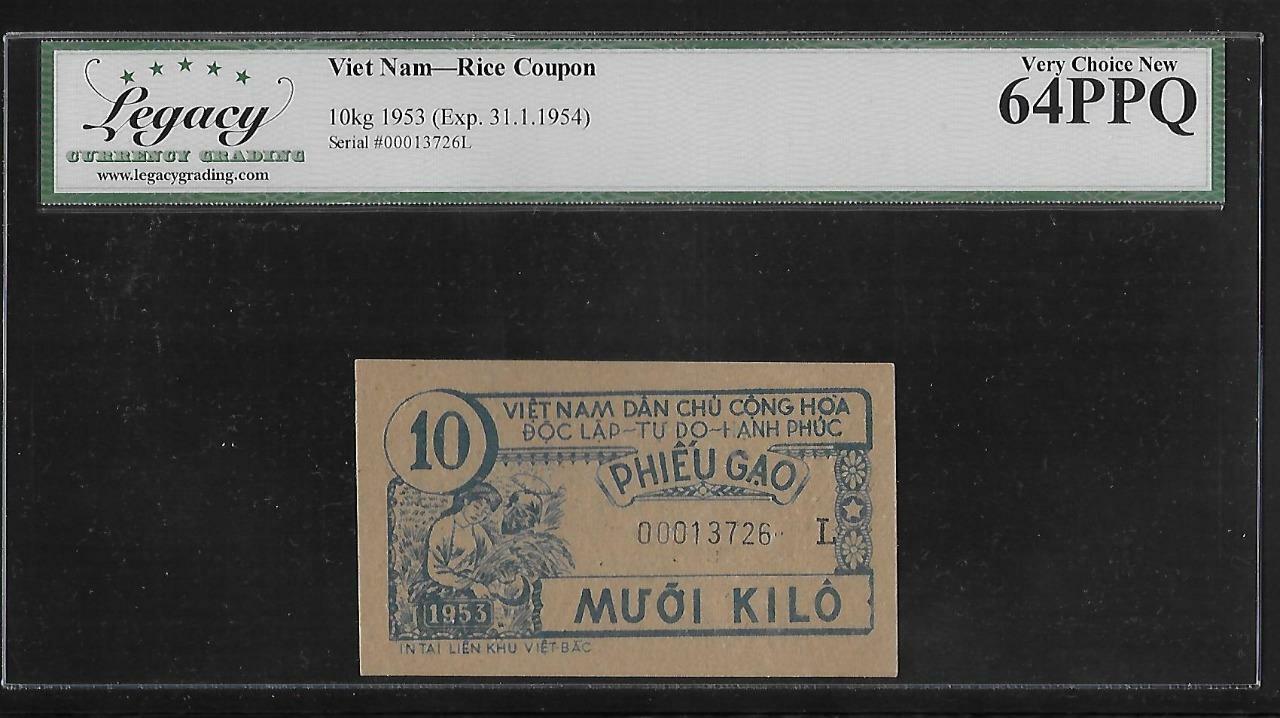 Legacy
CURRENCY GRADING
www.legacygrading.com
Viet Nam—Rice Coupon
10kg 1953 (Exp. 31.1.1954)
Serial #00013726L
Very Choice New
64PPQ
10
VIỆT NAM DÂN CHỦ CỘNG HÒA
ĐỘC LẬP-TỰ DO-HẠNH PHÚC
PHIẾU GẠO
00013726 L
1953
MƯỜI KILÔ
IN TẠI LIÊN KHU VIỆT-BẮC